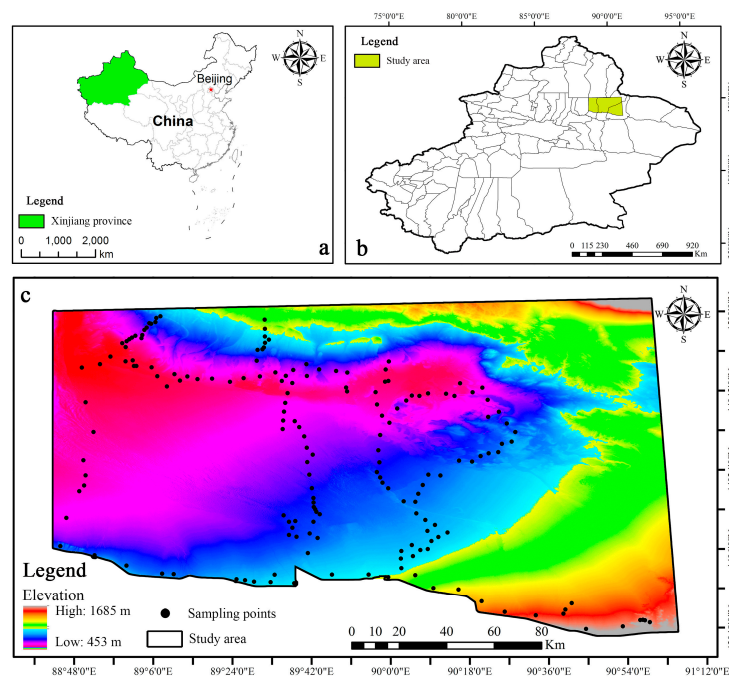 75°0'0"E 80°0'0"E 85°0'0"E 90°0'0"E 95°0'0"E
N
W E
S
Beijing
China
Legend
Xinjiang province
0 1,000 2,000
km
a
Legend
Study area
N
W E
S
b
0 115 230 460 690 920
Km
c
N
W E
S
Legend
Elevation
High: 1685 m
Low: 453 m
Sampling points
Study area
0 10 20 40 60 80
Km
88°48'0"E 89°6'0"E 89°24'0"E 89°42'0"E 90°0'0"E 90°18'0"E 90°36'0"E 90°54'0"E 91°12'0"E